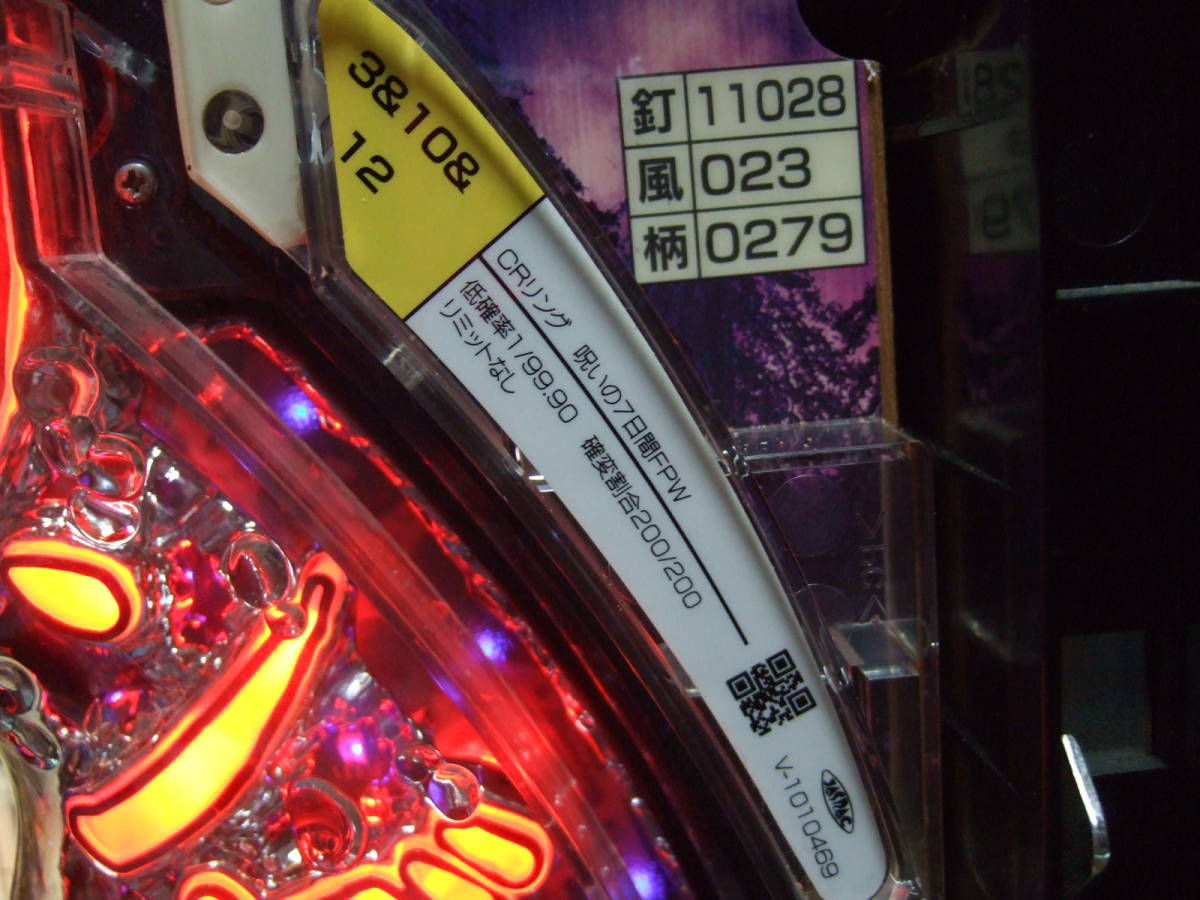 3&10&
12
CRリング 呪いの7日間FPW
低確率1/99.90 確変割合200/200
リミットなし
JASRAC
V-1010469
釘 11028
風 023
柄 0279